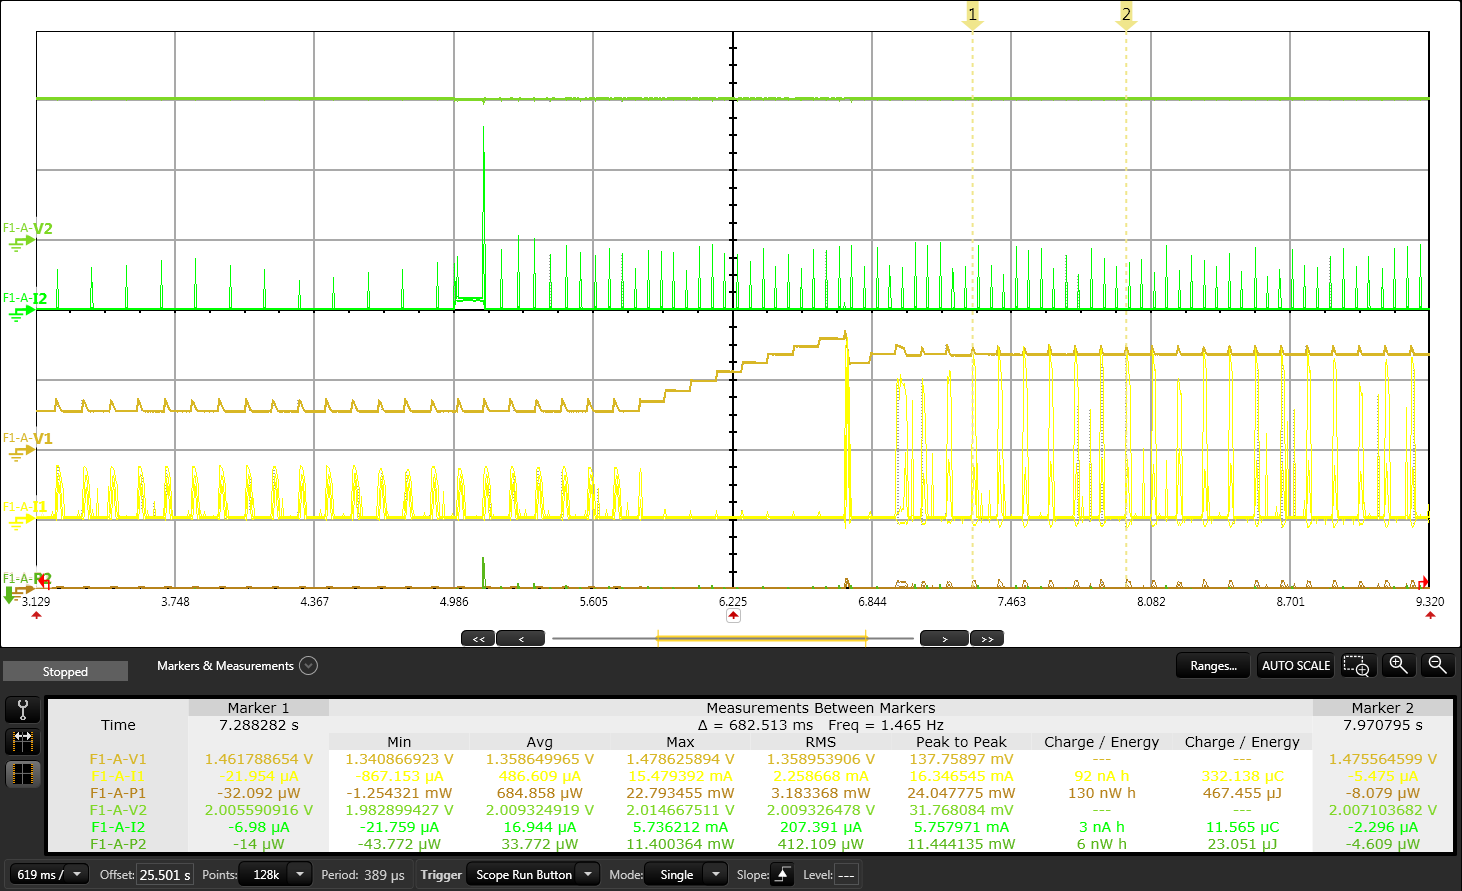 1 2
F1-A-V2
F1-A-I2
F1-A-V1
F1-A-I1
F1-A-P2
3.129 3.748 4.367 4.986 5.605 6.225 6.844 7.463 8.082 8.701 9.320
<< < > >>
Stopped Markers & Measurements Ranges... AUTO SCALE
Marker 1 Measurements Between Markers Marker 2
Time 7.288282 s Δ = 682.513 ms Freq = 1.465 Hz 7.970795 s
Min Avg Max RMS Peak to Peak Charge / Energy Charge / Energy
F1-A-V1 1.461788654 V 1.340866923 V 1.358649965 V 1.478625894 V 1.358953906 V 137.75897 mV --- --- 1.475564599 V
F1-A-I1 -21.954 µA -867.153 µA 486.609 µA 15.479392 mA 2.258668 mA 16.346545 mA 92 nA h 332.138 µC -5.475 µA
F1-A-P1 -32.092 µW -1.254321 mW 684.858 µW 22.793455 mW 3.183368 mW 24.047775 mW 130 nW h 467.455 µJ -8.079 µW
F1-A-V2 2.005590916 V 1.982899427 V 2.009324919 V 2.014667511 V 2.009326478 V 31.768084 mV --- --- 2.007103682 V
F1-A-I2 -6.98 µA -21.759 µA 16.944 µA 5.736212 mA 207.391 µA 5.757971 mA 3 nA h 11.565 µC -2.296 µA
F1-A-P2 -14 µW -43.772 µW 33.772 µW 11.400364 mW 412.109 µW 11.444135 mW 6 nW h 23.051 µJ -4.609 µW
619 ms / Offset: 25.501 s Points: 128k Period: 389 µs Trigger Scope Run Button Mode: Single Slope: Level: ---